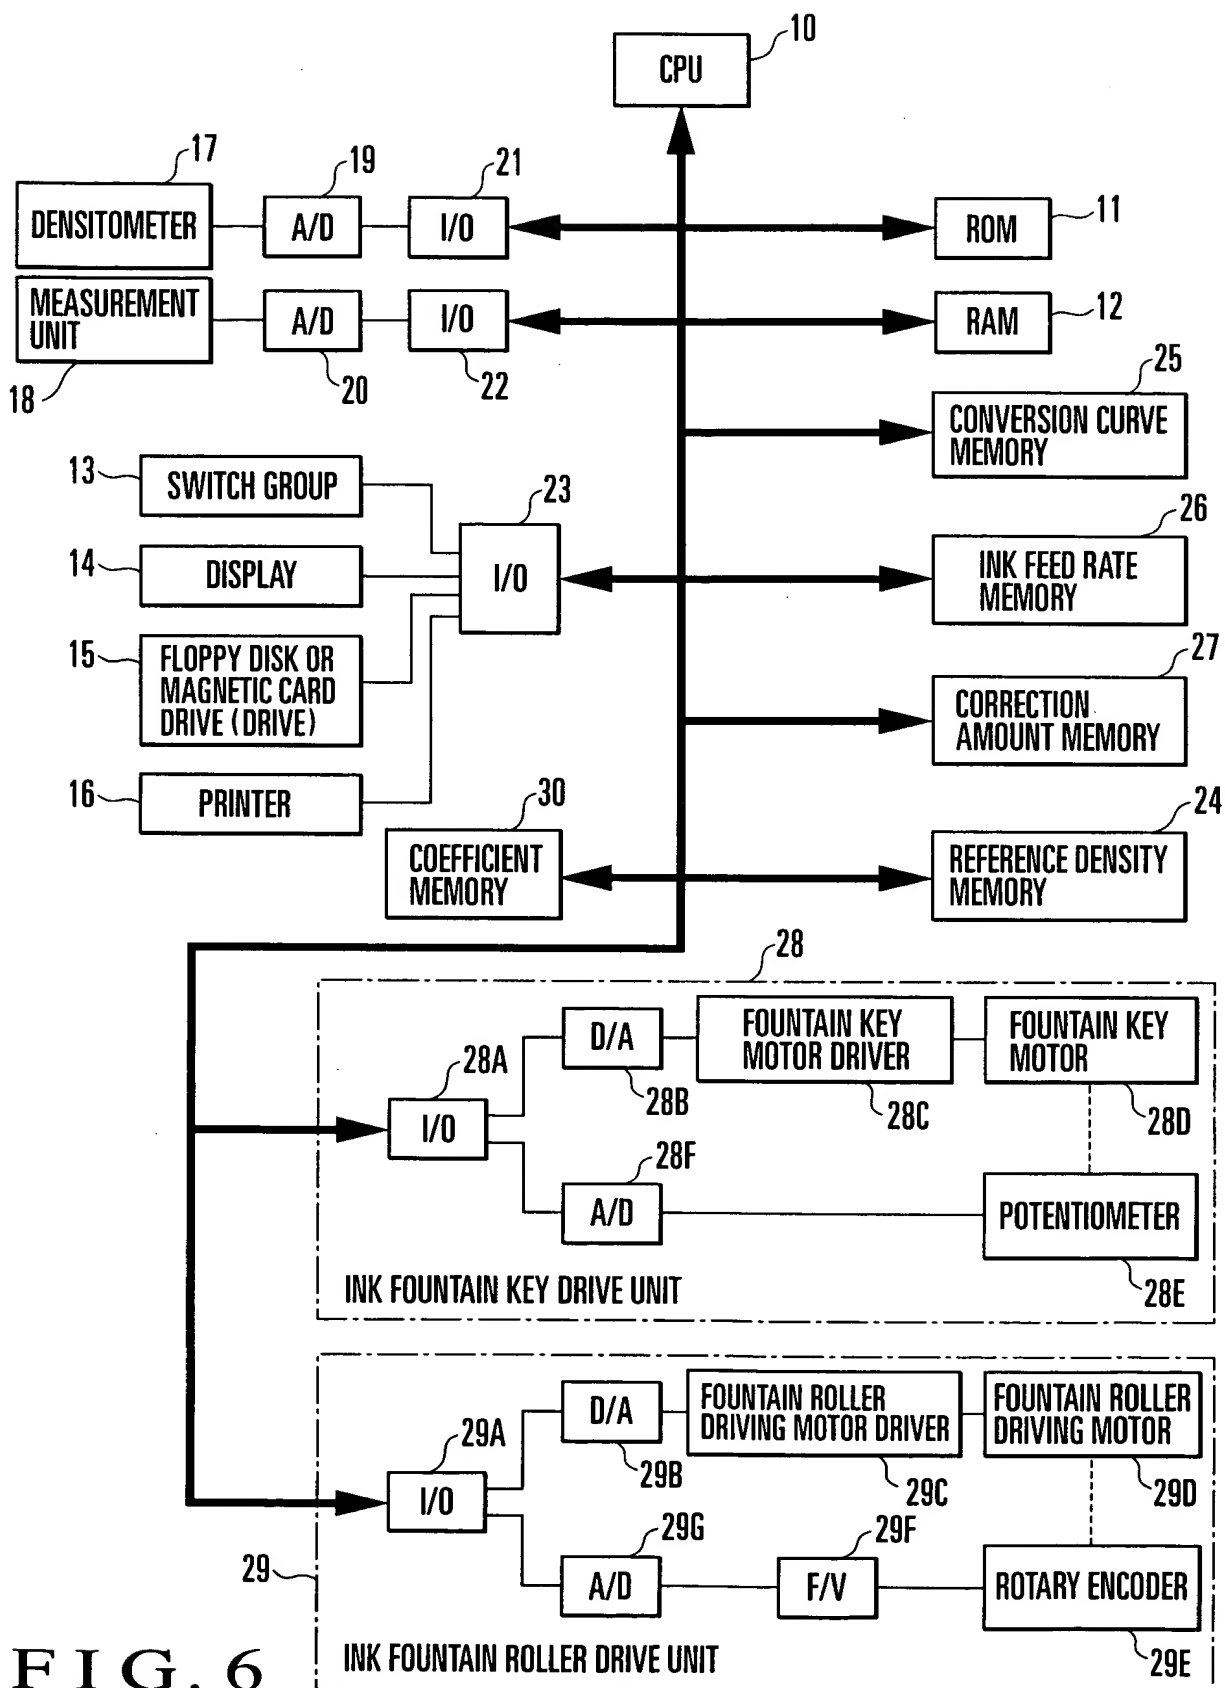 10
CPU
17
19
21
DENSITOMETER
A/D
I/O
ROM
11
MEASUREMENT
UNIT
A/D
I/O
RAM
12
18
20
22
25
CONVERSION CURVE
MEMORY
13
SWITCH GROUP
23
26
14
DISPLAY
I/O
INK FEED RATE
MEMORY
15
FLOPPY DISK OR
MAGNETIC CARD
DRIVE (DRIVE)
27
CORRECTION
AMOUNT MEMORY
16
PRINTER
30
24
COEFFICIENT
MEMORY
REFERENCE DENSITY
MEMORY
28
D/A
FOUNTAIN KEY
MOTOR DRIVER
FOUNTAIN KEY
MOTOR
28A
28B
28C
28D
I/O
28F
A/D
POTENTIOMETER
28E
INK FOUNTAIN KEY DRIVE UNIT
D/A
FOUNTAIN ROLLER
DRIVING MOTOR DRIVER
FOUNTAIN ROLLER
DRIVING MOTOR
29A
29B
29C
29D
I/O
29G
29F
29
A/D
F/V
ROTARY ENCODER
29E
INK FOUNTAIN ROLLER DRIVE UNIT
FIG. 6